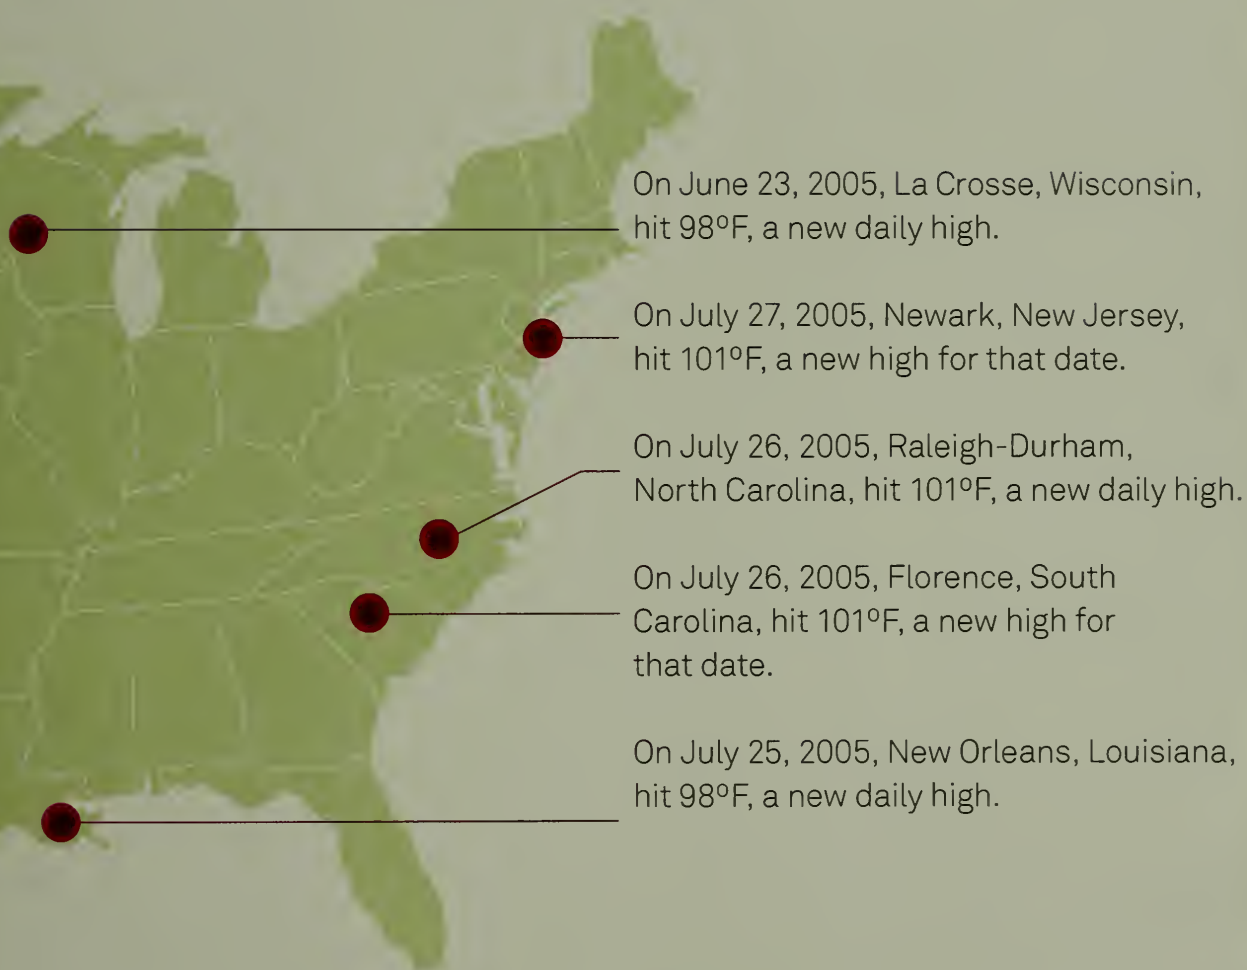 On June 23, 2005, La Crosse, Wisconsin,
hit 98ºF, a new daily high.
On July 27, 2005, Newark, New Jersey,
hit 101ºF, a new high for that date.
On July 26, 2005, Raleigh-Durham,
North Carolina, hit 101ºF, a new daily high.
On July 26, 2005, Florence, South
Carolina, hit 101ºF, a new high for
that date.
On July 25, 2005, New Orleans, Louisiana,
hit 98ºF, a new daily high.